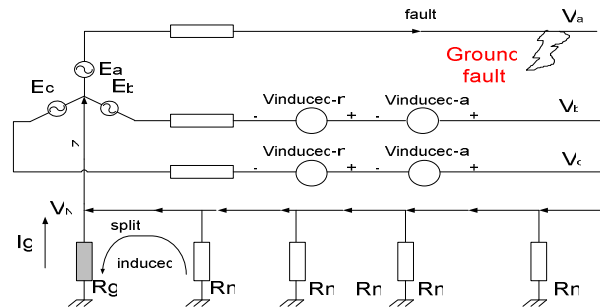 fault
Va
Ground
fault
Ea
Ec
Eb
Vinduced-n
Vinduced-a
Vb
- + - +
Vinduced-n
Vinduced-a
Vc
- + - +
VN
split
Ig
induced
Rg
Rn
Rn
Rn
Rn